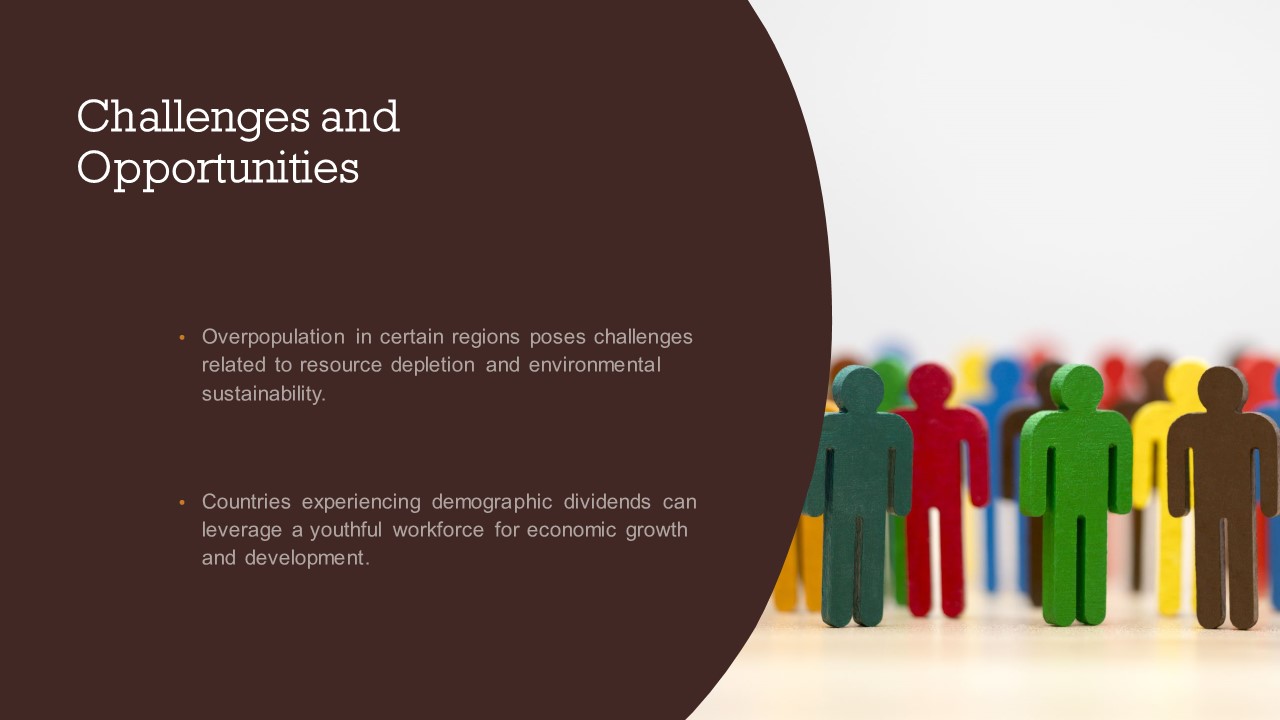 Challenges and
Opportunities
• Overpopulation in certain regions poses challenges
related to resource depletion and environmental
sustainability.
• Countries experiencing demographic dividends can
leverage a youthful workforce for economic growth
and development.